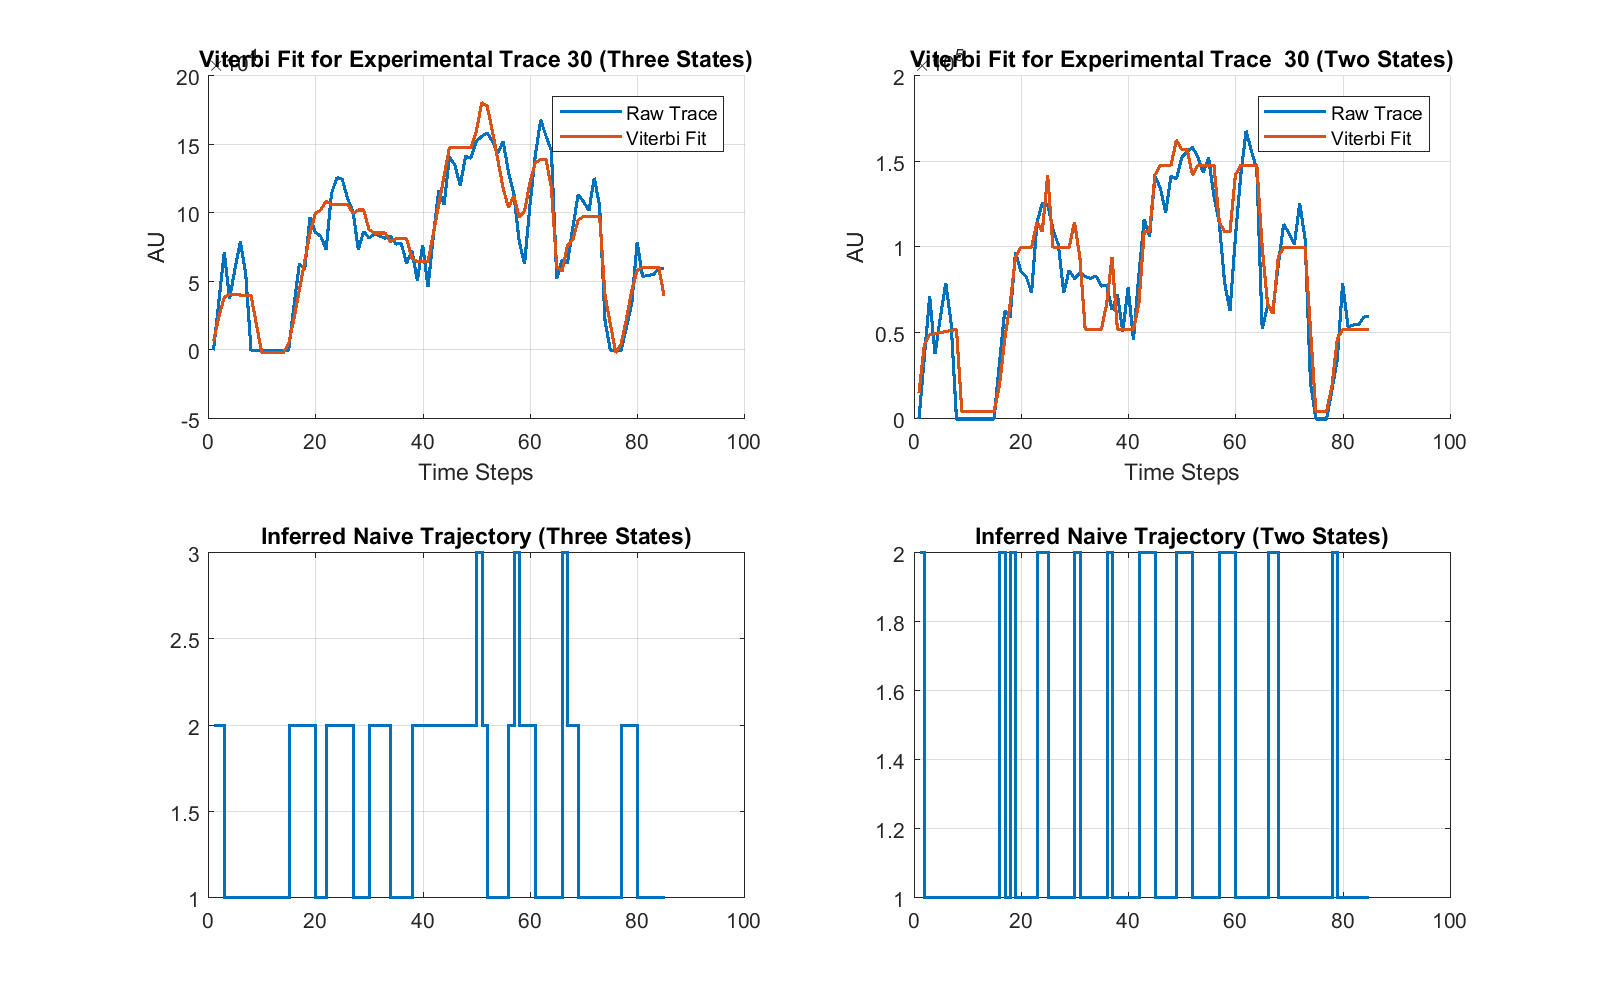 Viterbi Fit for Experimental Trace 30 (Three States)
20
15
10
5
0
-5
AU
Raw Trace
Viterbi Fit
0 20 40 60 80 100
Time Steps
Viterbi Fit for Experimental Trace 30 (Two States)
× 10^5
2
1.5
1
0.5
0
AU
Raw Trace
Viterbi Fit
0 20 40 60 80 100
Time Steps
Inferred Naive Trajectory (Three States)
3
2.5
2
1.5
1
0 20 40 60 80 100
Inferred Naive Trajectory (Two States)
2
1.8
1.6
1.4
1.2
1
0 20 40 60 80 100